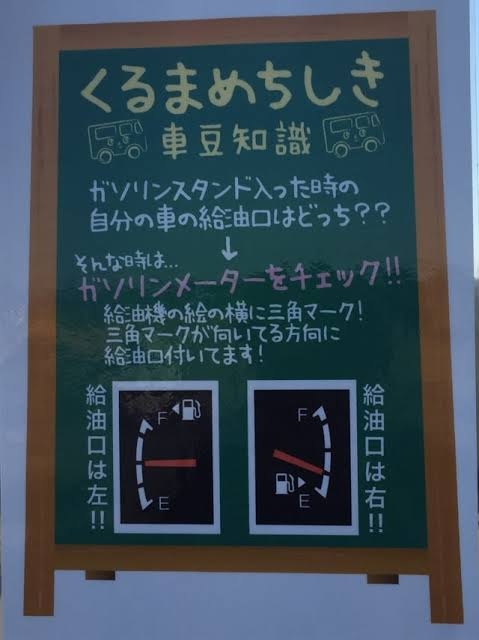 くるまめちしき
車豆知識
ガソリンスタンド入った時の
自分の車の給油口はどっち??
↓
そんな時は…
ガソリンメーターをチェック!!
給油機の絵の横に三角マーク!
三角マークが向いてる方向に
給油口付いてます!
給油口は左!!
F
E
F
E
給油口は右!!